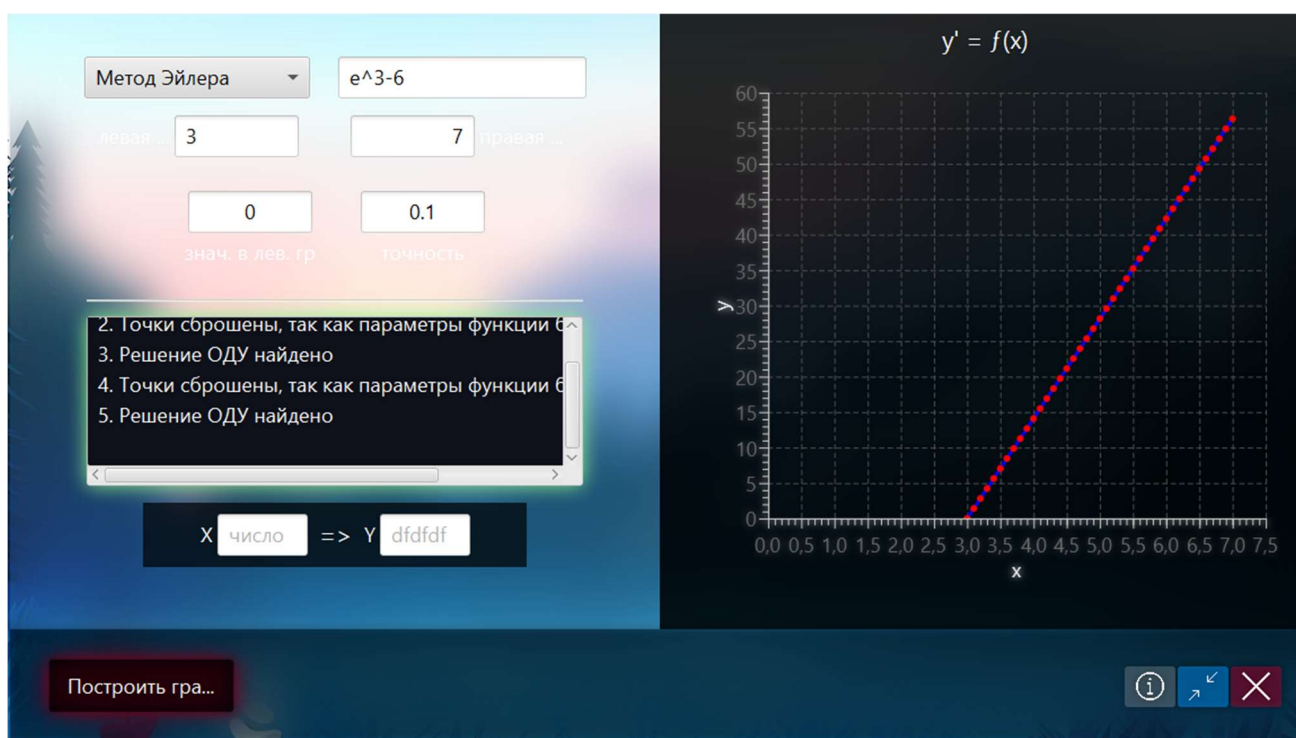 Метод Эйлера
e^3-6
левая ...
3
7
правая ...
0
0.1
знач. в лев. гр
точность
2. Точки сброшены, так как параметры функции б
3. Решение ОДУ найдено
4. Точки сброшены, так как параметры функции б
5. Решение ОДУ найдено
X число => Y dfdfdf
Построить гра...
y' = f(x)
60
55
50
45
40
35
y
30
25
20
15
10
5
0
0,0 0,5 1,0 1,5 2,0 2,5 3,0 3,5 4,0 4,5 5,0 5,5 6,0 6,5 7,0 7,5
x